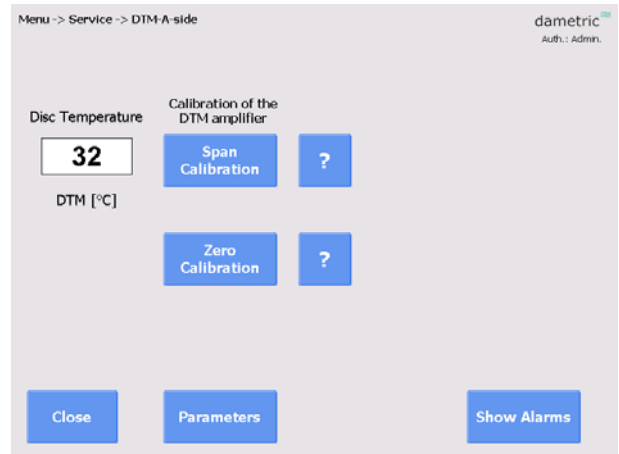 Menu -> Service -> DTM-A-side
dametric
Auth.: Admin.
Disc Temperature
Calibration of the
DTM amplifier
32
Span
Calibration
?
DTM [°C]
Zero
Calibration
?
Close
Parameters
Show Alarms